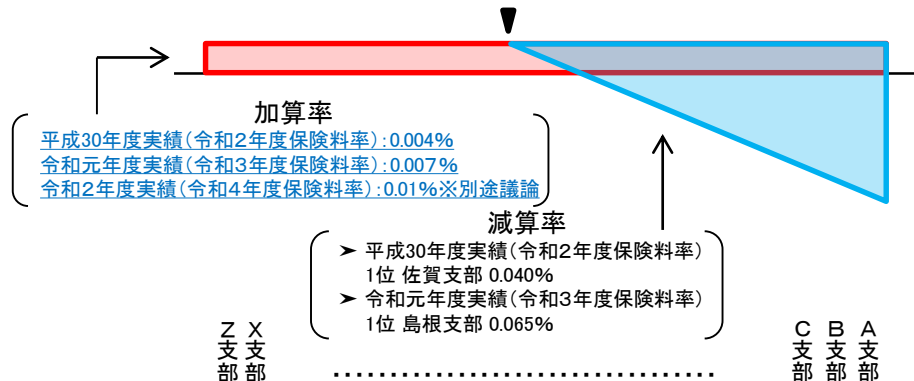 加算率
平成30年度実績(令和2年度保険料率):0.004%
令和元年度実績(令和3年度保険料率):0.007%
令和2年度実績(令和4年度保険料率):0.01%※別途議論
減算率
➤ 平成30年度実績(令和2年度保険料率)
1位 佐賀支部 0.040%
➤ 令和元年度実績(令和3年度保険料率)
1位 島根支部 0.065%
Z支部
X支部
..................................
C支部
B支部
A支部